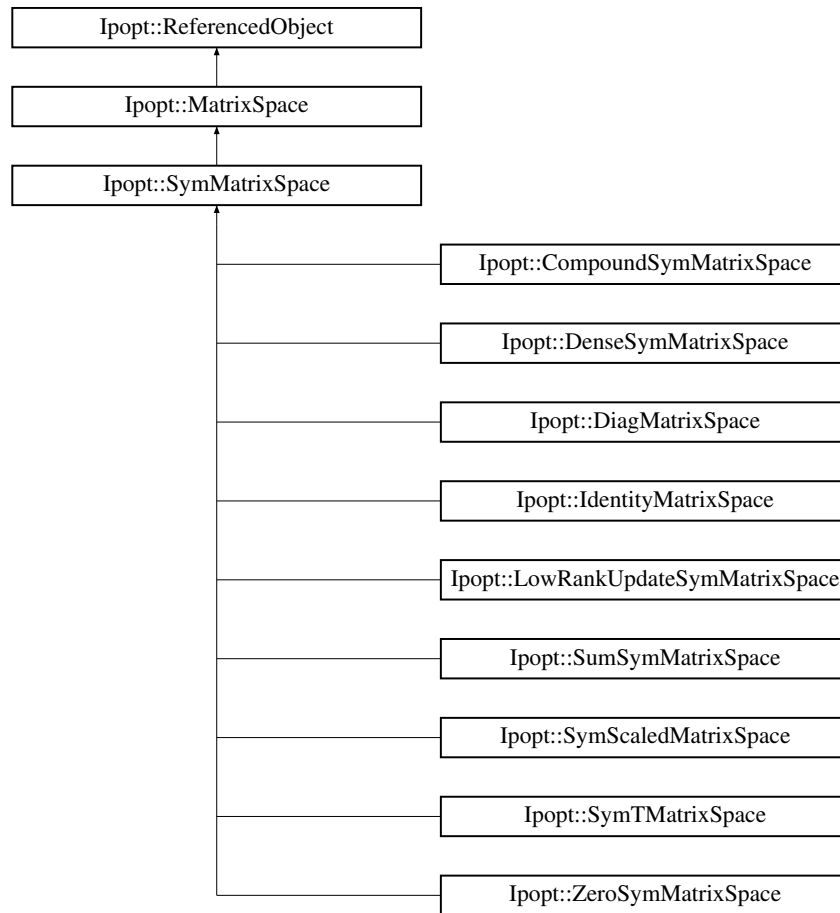 Ipopt::ReferencedObject
Ipopt::MatrixSpace
Ipopt::SymMatrixSpace
Ipopt::CompoundSymMatrixSpace
Ipopt::DenseSymMatrixSpace
Ipopt::DiagMatrixSpace
Ipopt::IdentityMatrixSpace
Ipopt::LowRankUpdateSymMatrixSpace
Ipopt::SumSymMatrixSpace
Ipopt::SymScaledMatrixSpace
Ipopt::SymTMatrixSpace
Ipopt::ZeroSymMatrixSpace